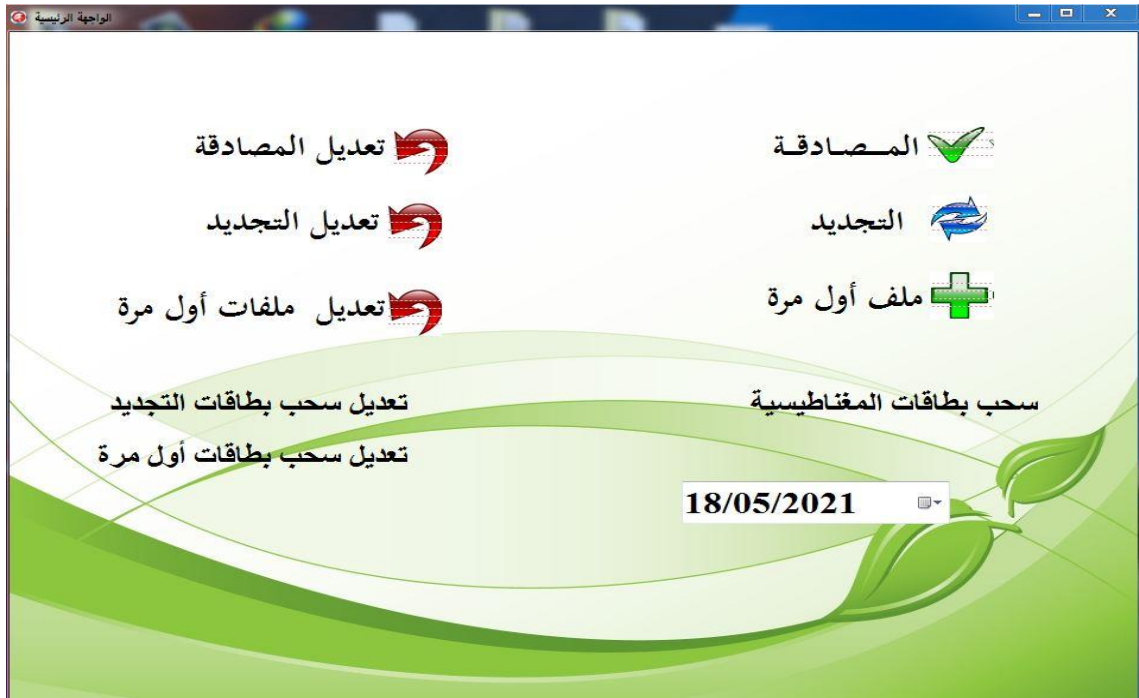 الواجهة الرئيسية
المــصــادقــة
تعديل المصادقة
التجديد
تعديل التجديد
ملف أول مرة
تعديل ملفات أول مرة
سحب بطاقات المغناطيسية
تعديل سحب بطاقات التجديد
تعديل سحب بطاقات أول مرة
18/05/2021